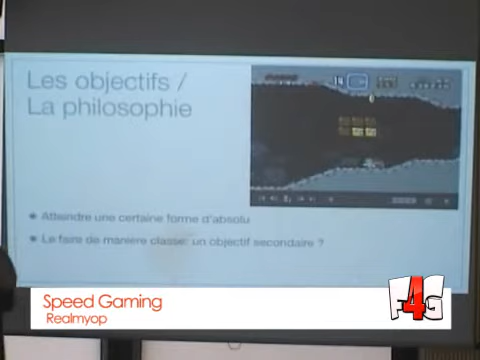 Les objectifs /
La philosophie
Atteindre une certaine forme d'absolu
Le faire de manière classe: un objectif secondaire ?
Speed Gaming
Realmyop
F4G